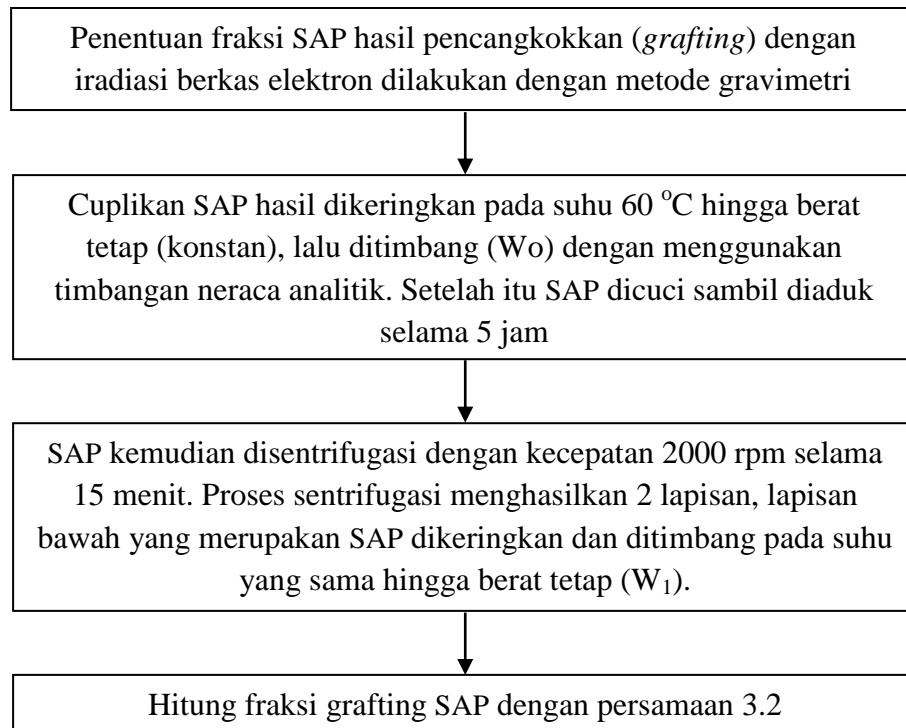 Penentuan fraksi SAP hasil pencangkokkan (grafting) dengan
iradiasi berkas elektron dilakukan dengan metode gravimetri
Cuplikan SAP hasil dikeringkan pada suhu 60 °C hingga berat
tetap (konstan), lalu ditimbang (Wo) dengan menggunakan
timbangan neraca analitik. Setelah itu SAP dicuci sambil diaduk
selama 5 jam
SAP kemudian disentrifugasi dengan kecepatan 2000 rpm selama
15 menit. Proses sentrifugasi menghasilkan 2 lapisan, lapisan
bawah yang merupakan SAP dikeringkan dan ditimbang pada suhu
yang sama hingga berat tetap (W₁).
Hitung fraksi grafting SAP dengan persamaan 3.2